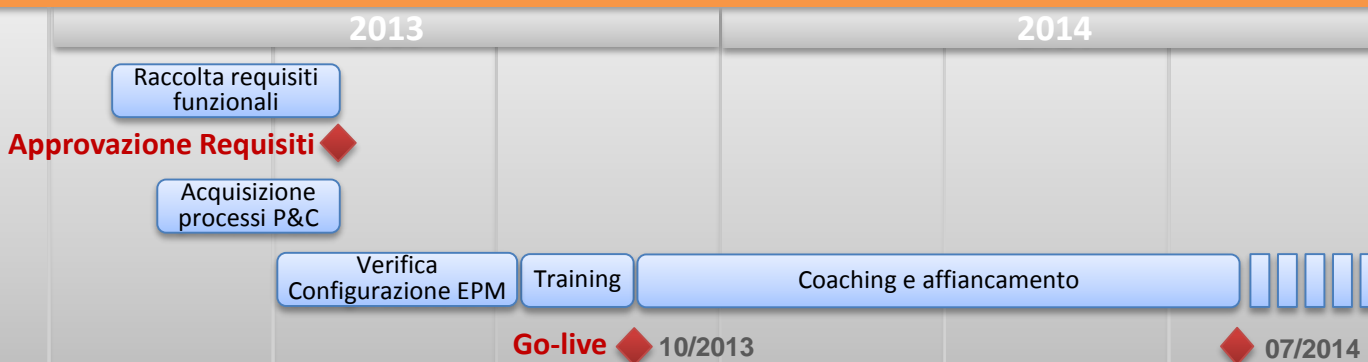 2013
2014
Raccolta requisiti
funzionali
Approvazione Requisiti
Acquisizione
processi P&C
Verifica
Configurazione EPM
Training
Coaching e affiancamento
Go-live
10/2013
07/2014